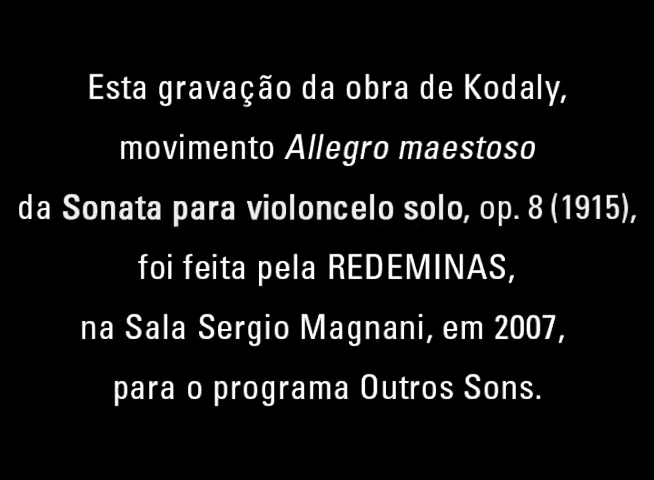 Esta gravação da obra de Kodaly,
movimento Allegro maestoso
da Sonata para violoncelo solo, op. 8 (1915),
foi feita pela REDEMINAS,
na Sala Sergio Magnani, em 2007,
para o programa Outros Sons.